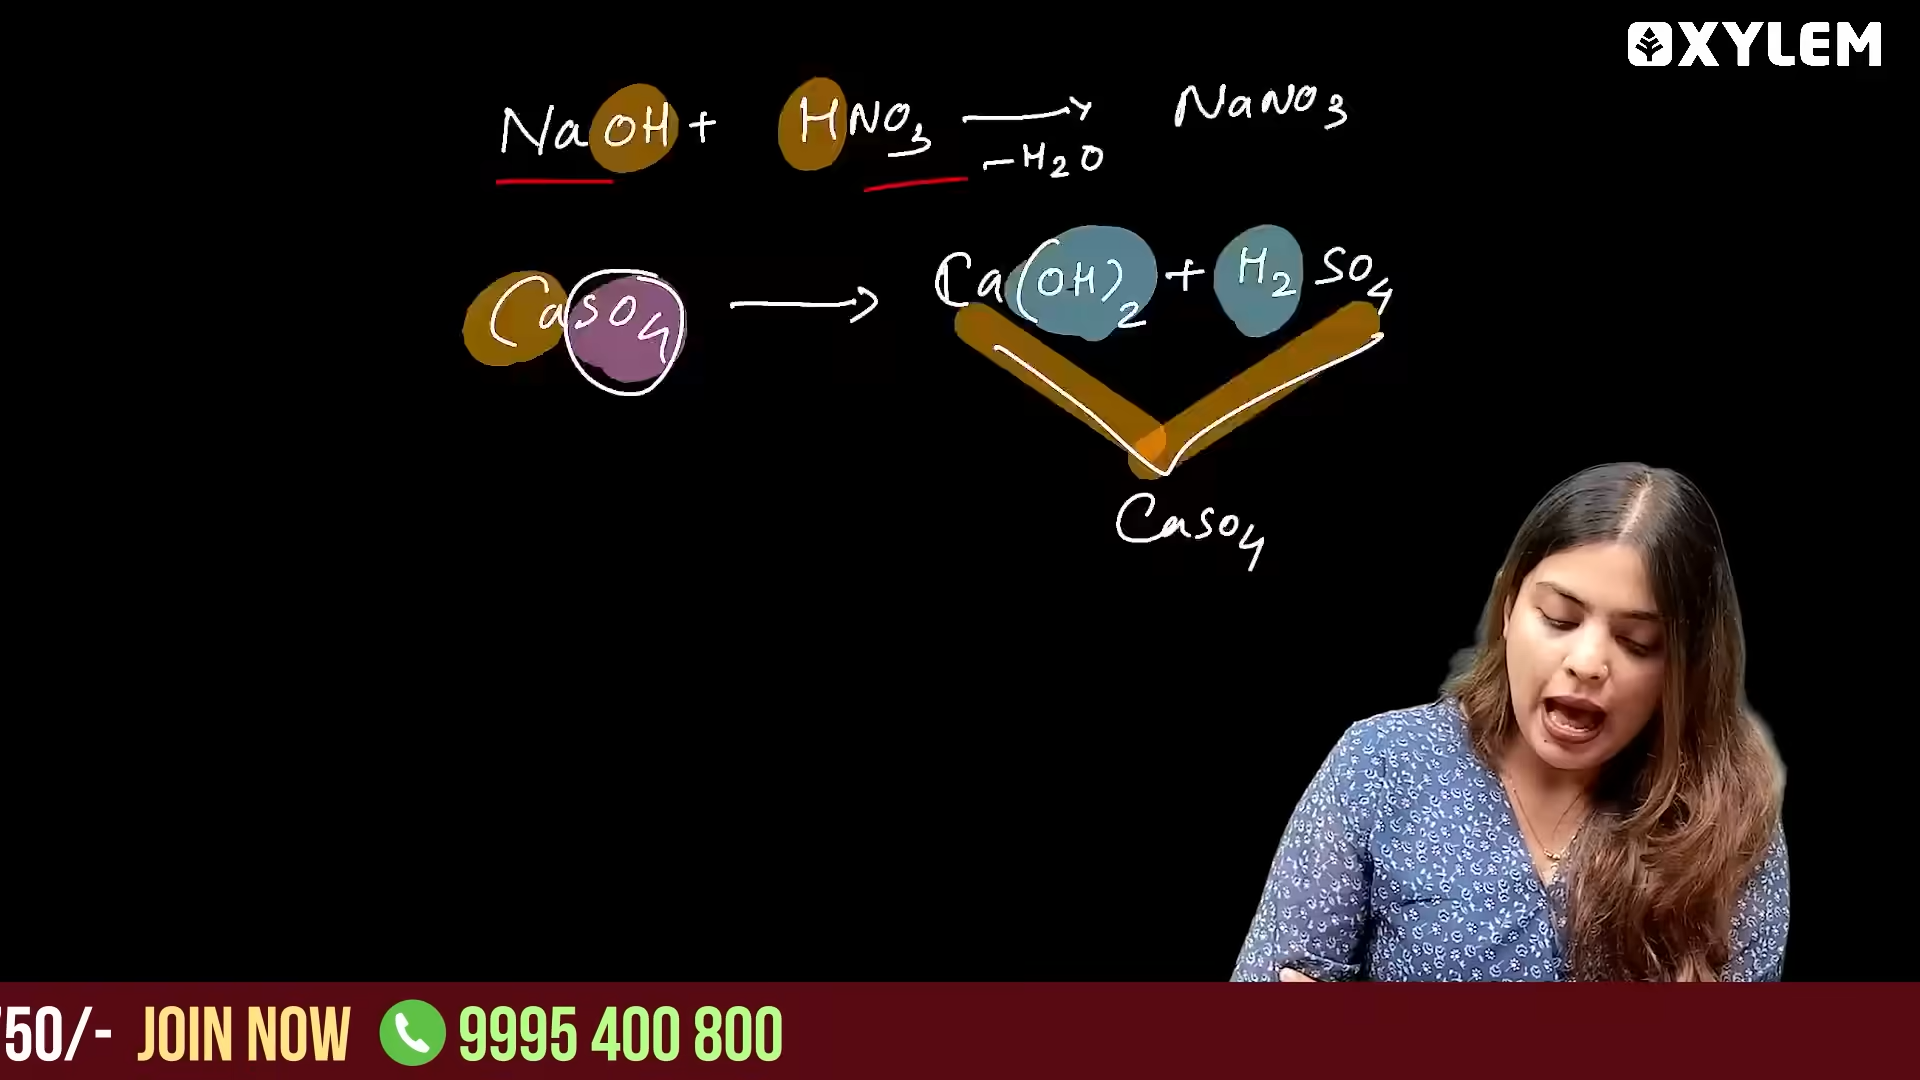 XYLEM
NaOH + HNO₃ → NaNO₃
-H₂O
CaSO₄ → Ca(OH)₂ + H₂SO₄
CaSO₄
750/- JOIN NOW 9995 400 800